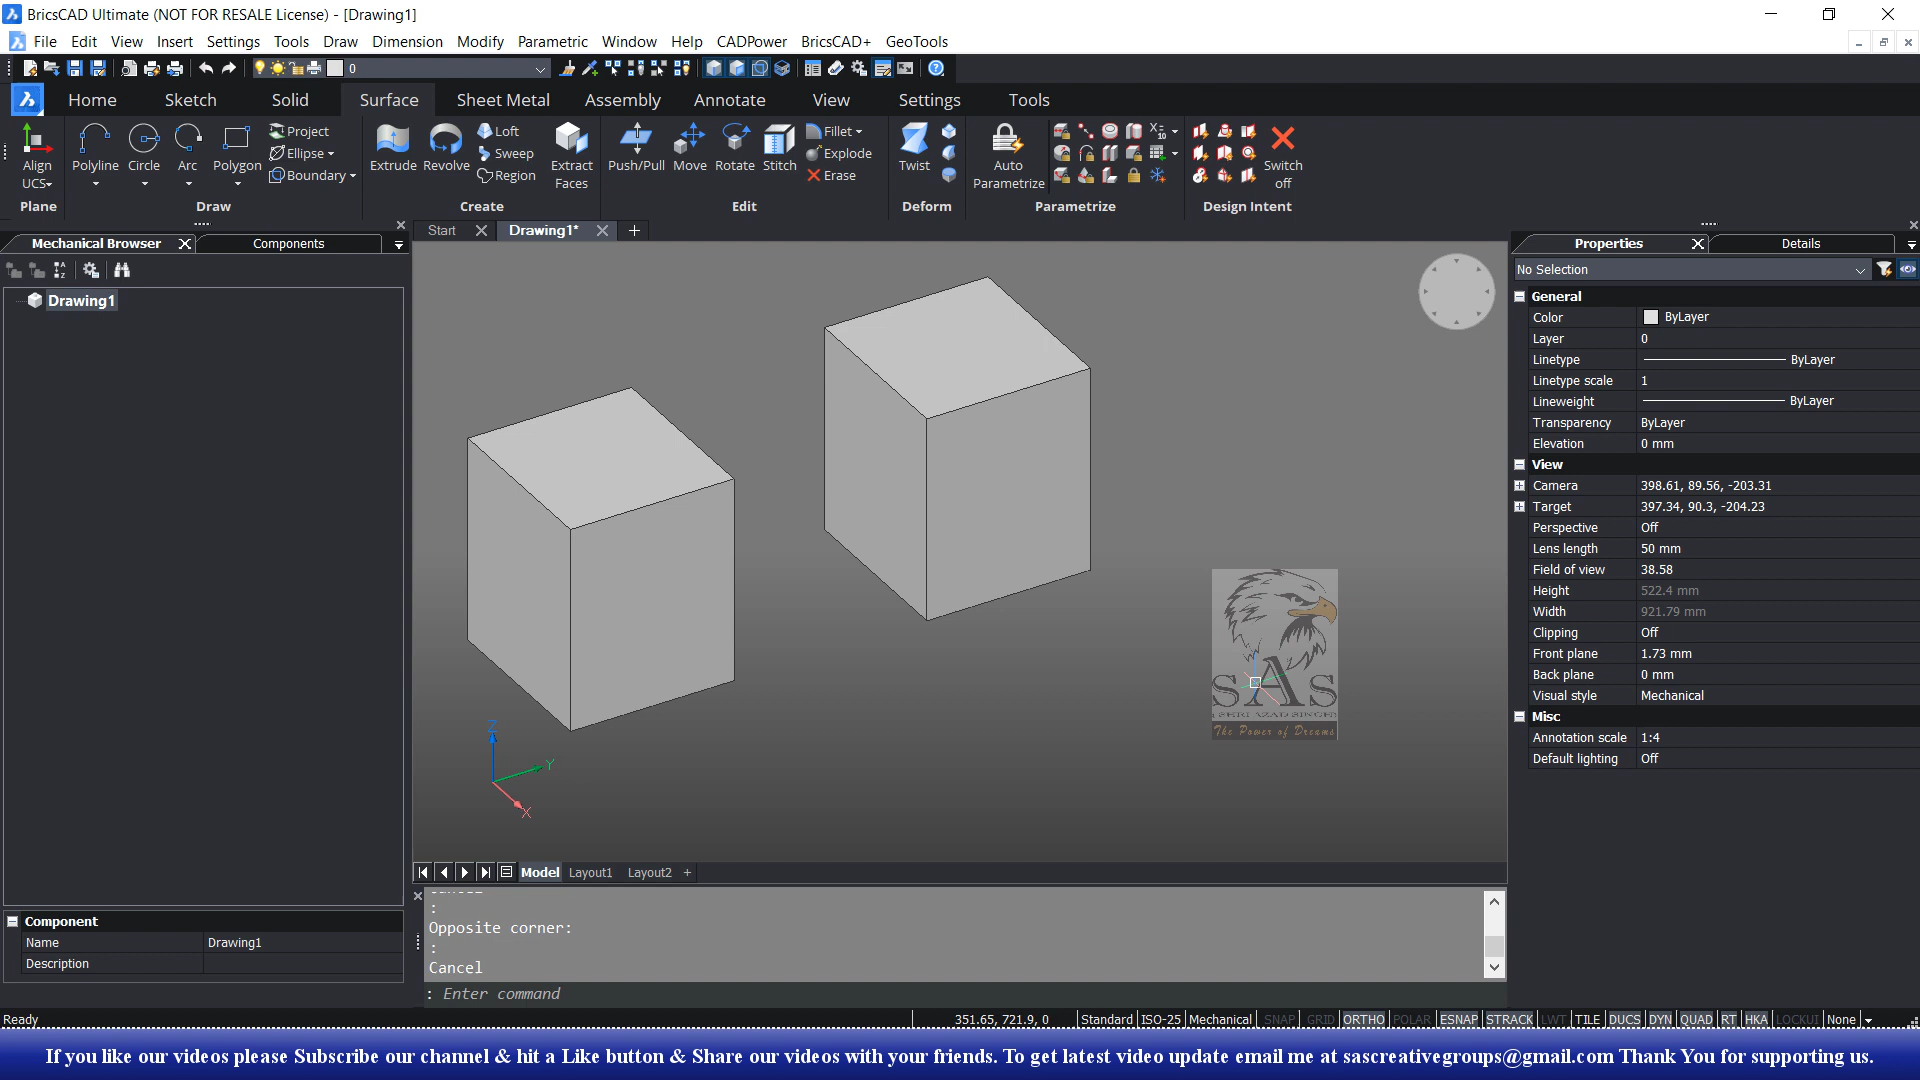 BricsCAD Ultimate (NOT FOR RESALE License) - [Drawing1]
File Edit View Insert Settings Tools Draw Dimension Modify Parametric Window Help CADPower BricsCAD+ GeoTools
0
Home Sketch Solid Surface Sheet Metal Assembly Annotate View Settings Tools
Align UCS
Polyline Circle Arc Polygon
Project
Ellipse
Boundary
Extrude Revolve
Loft
Sweep
Region
Extract Faces
Push/Pull Move Rotate Stitch
Fillet
Explode
Erase
Twist
Auto Parametrize
Switch off
Plane Draw Create Edit Deform Parametrize Design Intent
Mechanical Browser Components
Drawing1
Component
Name Drawing1
Description
Start Drawing1*
Z
Y
X
SAS
The Power of Dreams
Model Layout1 Layout2 +
:
Opposite corner:
:
Cancel
: Enter command
Properties Details
No Selection
General
Color ByLayer
Layer 0
Linetype ByLayer
Linetype scale 1
Lineweight ByLayer
Transparency ByLayer
Elevation 0 mm
View
Camera 398.61, 89.56, -203.31
Target 397.34, 90.3, -204.23
Perspective Off
Lens length 50 mm
Field of view 38.58
Height 522.4 mm
Width 921.79 mm
Clipping Off
Front plane 1.73 mm
Back plane 0 mm
Visual style Mechanical
Misc
Annotation scale 1:4
Default lighting Off
Ready 351.65, 721.9, 0 Standard ISO-25 Mechanical SNAP GRID ORTHO POLAR ESNAP STRACK LWT TILE DUCS DYN QUAD RT HKA LOCKUI None
If you like our videos please Subscribe our channel & hit a Like button & Share our videos with your friends. To get latest video update email me at sascreativegroups@gmail.com Thank You for supporting us.